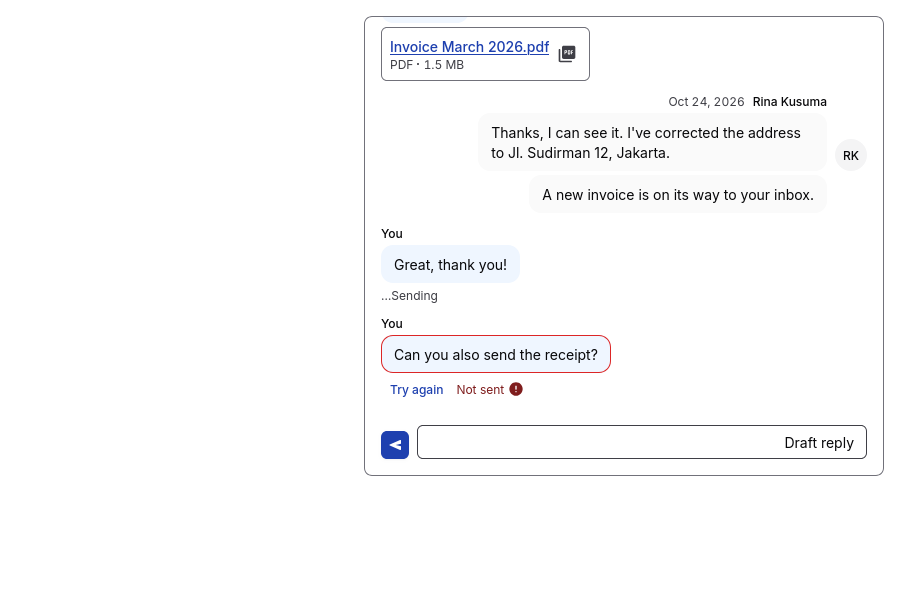 Invoice March 2026.pdf
PDF · 1.5 MB
PDF
Oct 24, 2026 Rina Kusuma
Thanks, I can see it. I've corrected the address
to Jl. Sudirman 12, Jakarta.
RK
A new invoice is on its way to your inbox.
You
Great, thank you!
...Sending
You
Can you also send the receipt?
Try again Not sent
Draft reply